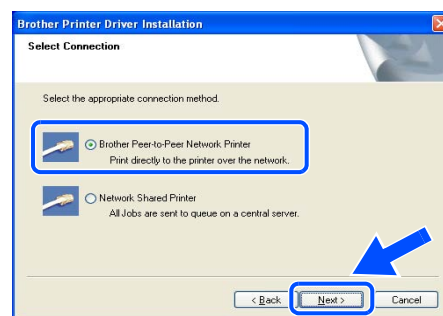 Brother Printer Driver Installation
Select Connection
Select the appropriate connection method.
Brother Peer-to-Peer Network Printer
Print directly to the printer over the network.
Network Shared Printer
All Jobs are sent to queue on a central server.
< Back Next > Cancel